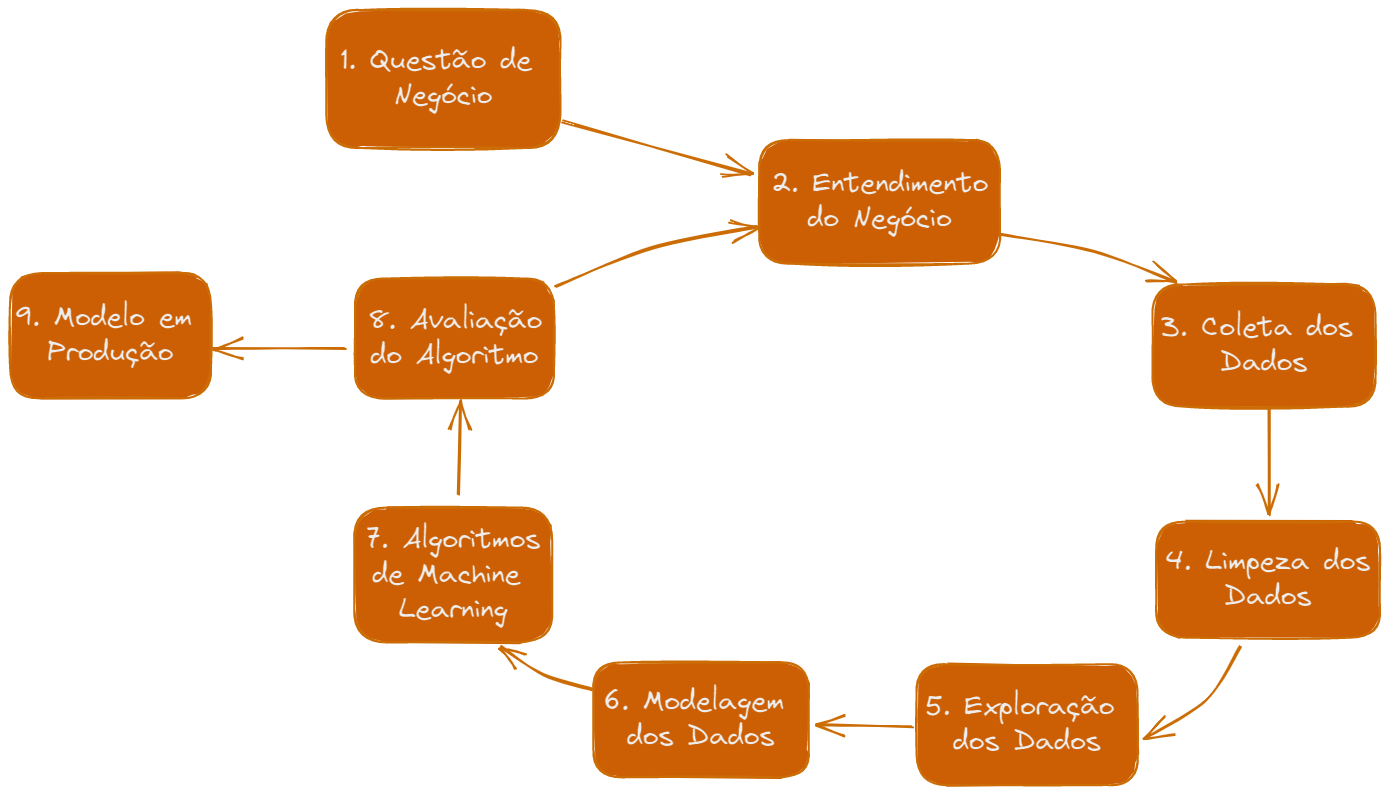 1. Questão de
Negócio
2. Entendimento
do Negócio
3. Coleta dos
Dados
4. Limpeza dos
Dados
5. Exploração
dos Dados
6. Modelagem
dos Dados
7. Algoritmos
de Machine
Learning
8. Avaliação
do Algoritmo
9. Modelo em
Produção